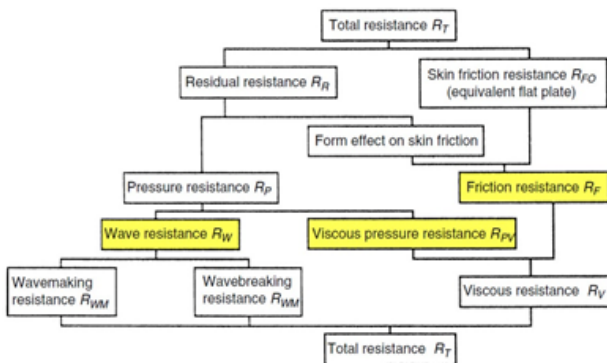 Total resistance R_T
Residual resistance R_R
Skin friction resistance R_FO
(equivalent flat plate)
Form effect on skin friction
Pressure resistance R_P
Friction resistance R_F
Wave resistance R_W
Viscous pressure resistance R_PV
Wavemaking
resistance R_WM
Wavebreaking
resistance R_WM
Viscous resistance R_V
Total resistance R_T